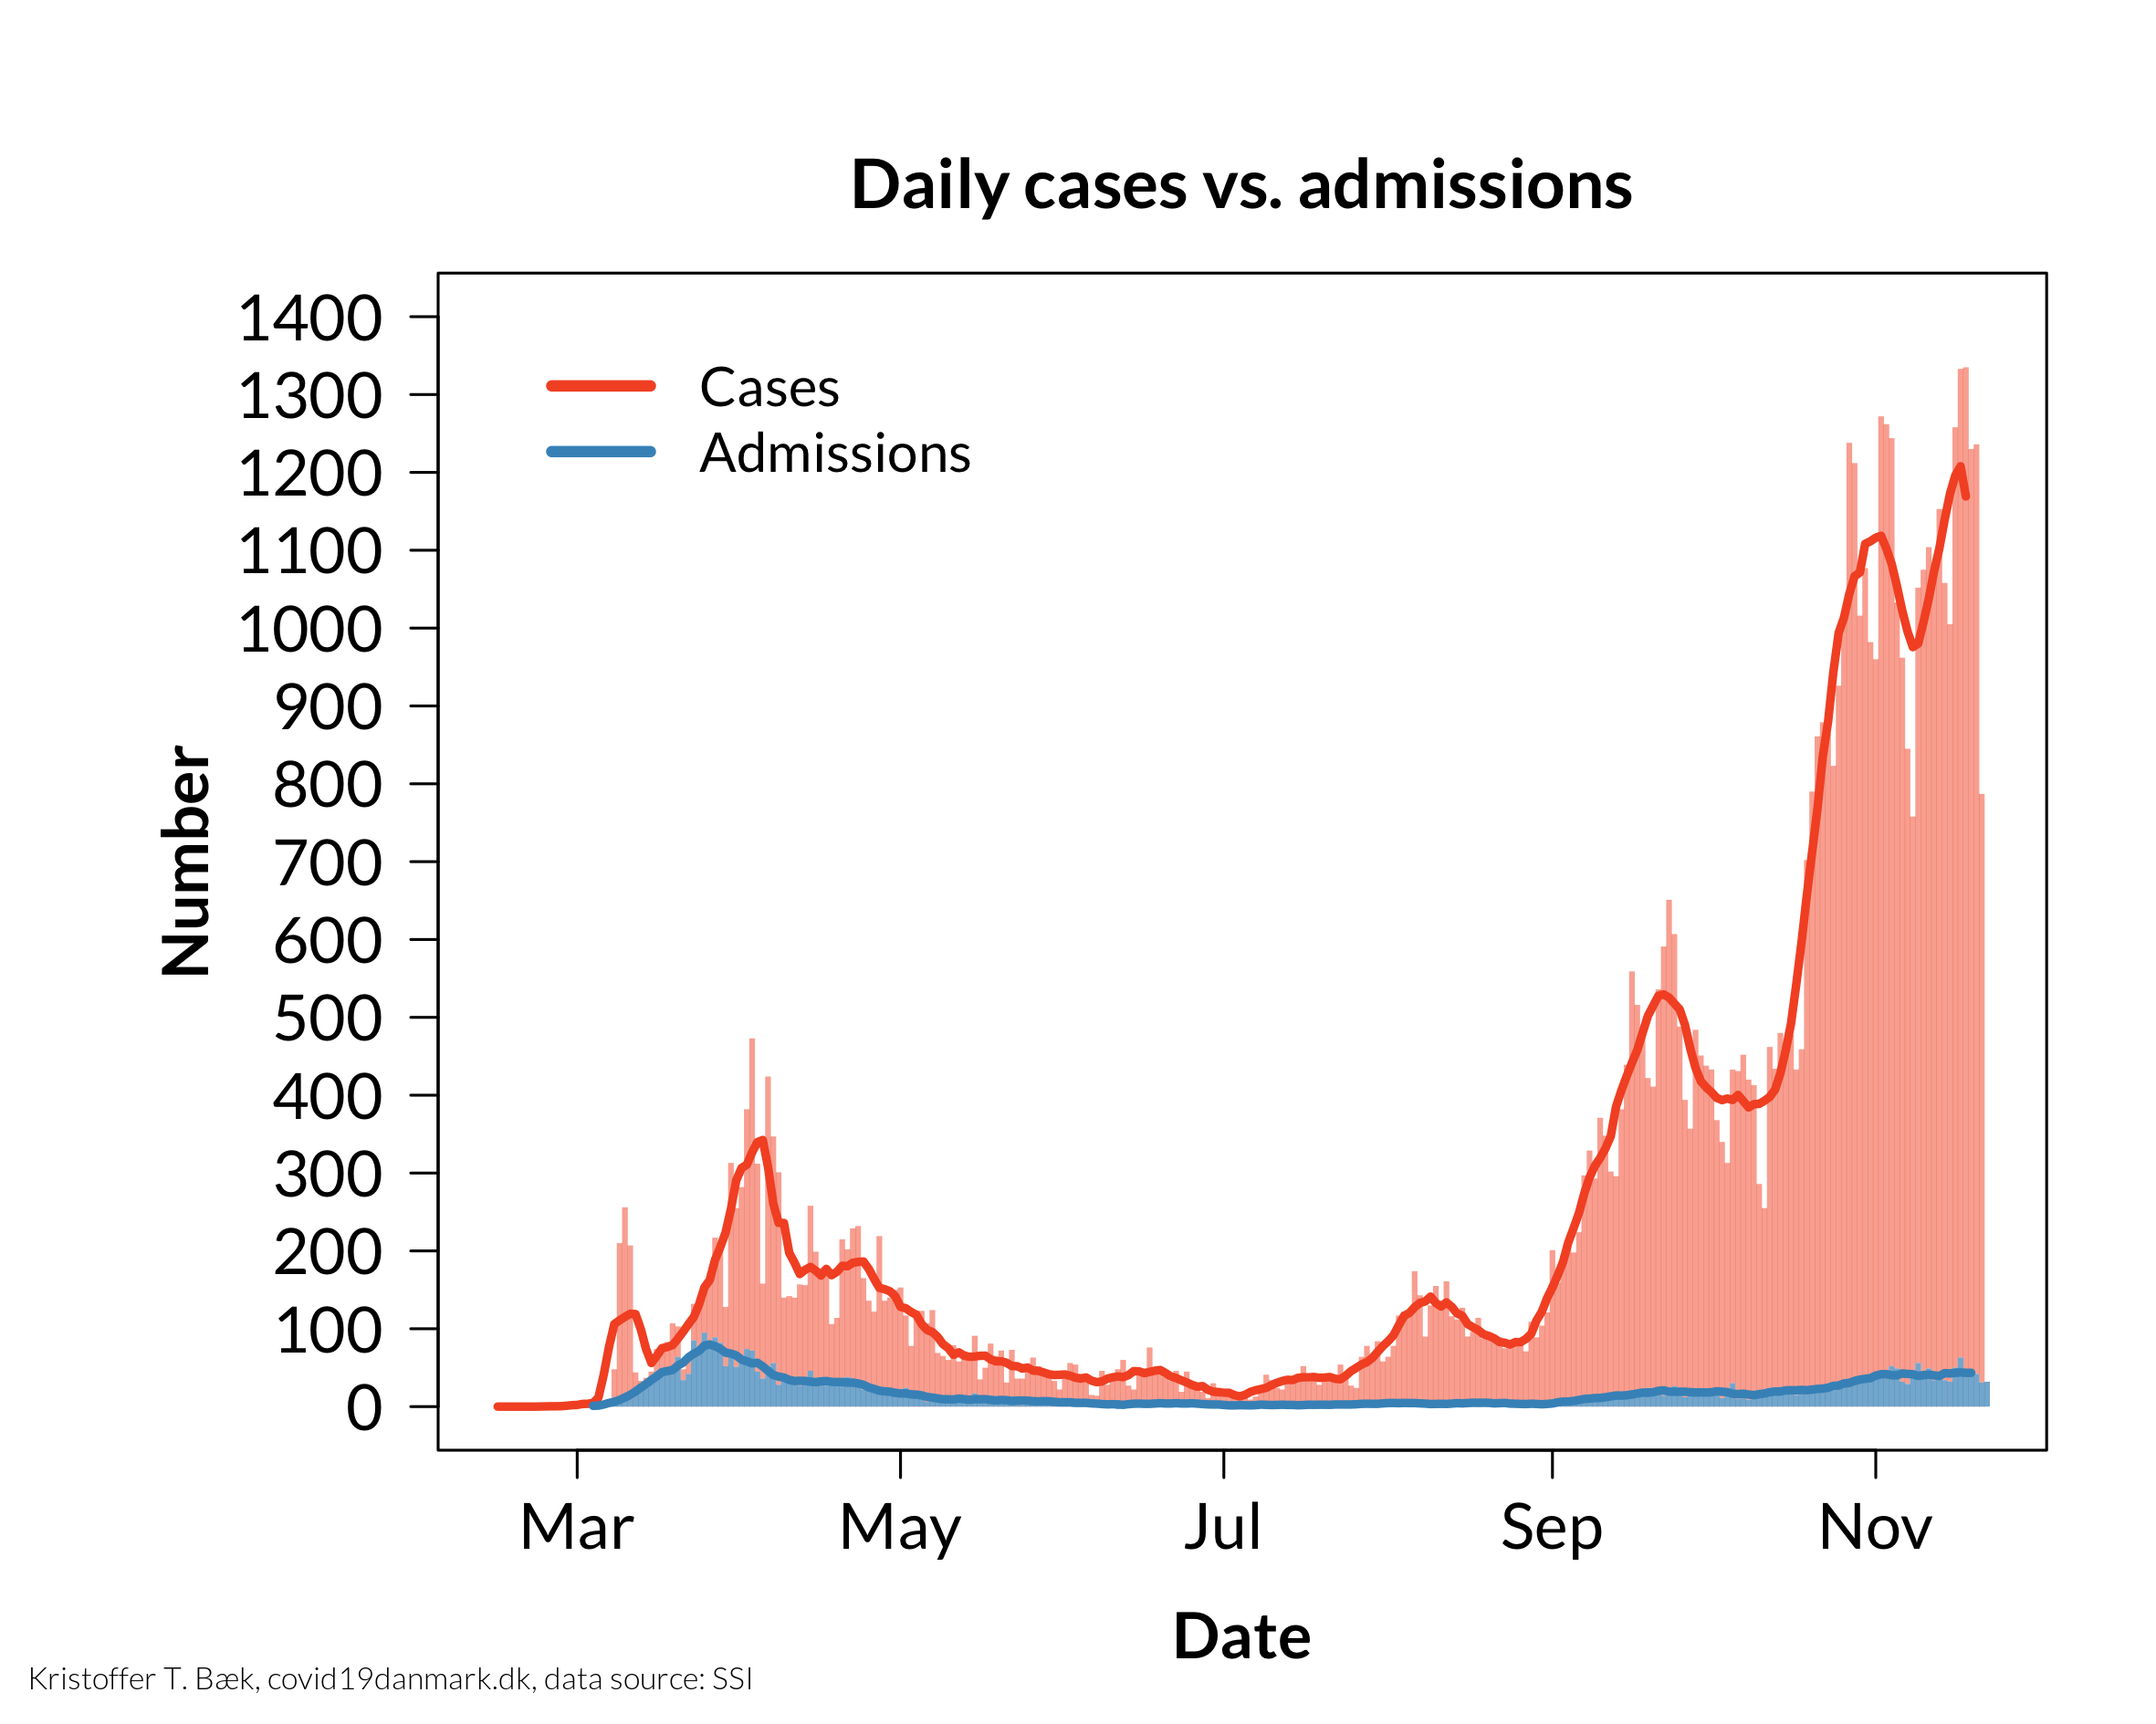 Daily cases vs. admissions
Cases
Admissions
1400
1300
1200
1100
1000
900
800
700
600
500
400
300
200
100
0
Number
Mar May Jul Sep Nov
Date
Kristoffer T. Bæk, covid19danmark.dk, data source: SSI